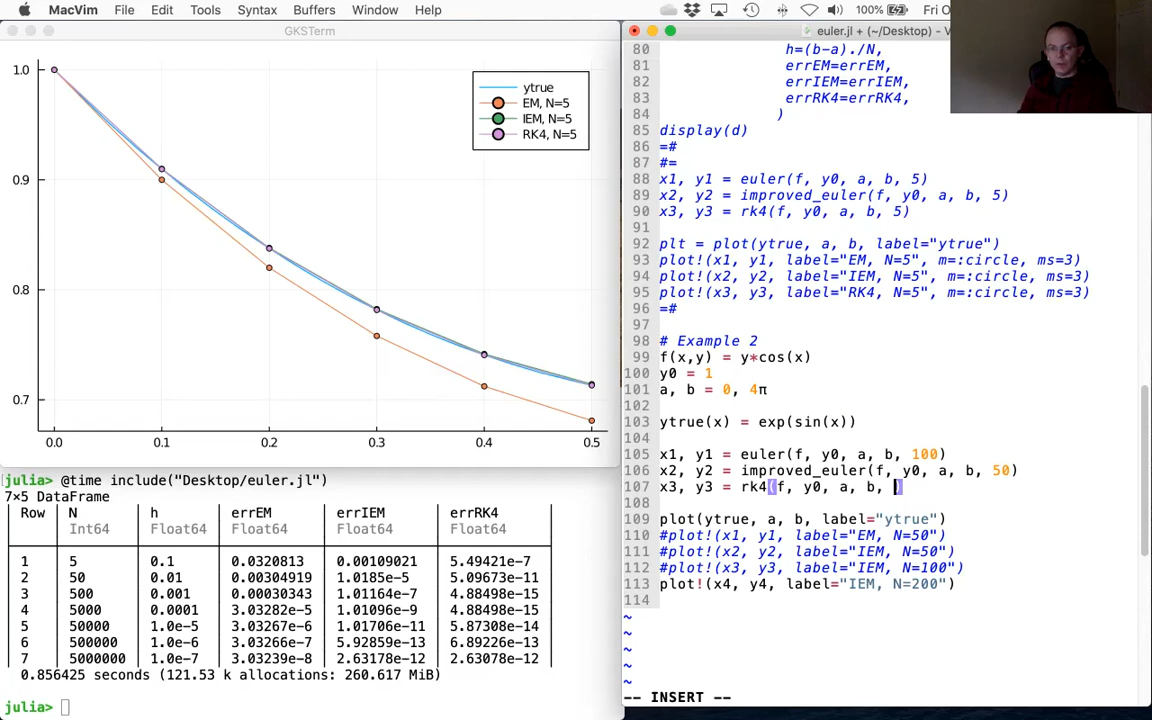 MacVim File Edit Tools Syntax Buffers Window Help 100% Fri O
GKSTerm
1.0
0.9
0.8
0.7
0.0 0.1 0.2 0.3 0.4 0.5
ytrue
EM, N=5
IEM, N=5
RK4, N=5
julia> @time include("Desktop/euler.jl")
7×5 DataFrame
Row N h errEM errIEM errRK4
Int64 Float64 Float64 Float64 Float64
1 5 0.1 0.0320813 0.00109021 5.49421e-7
2 50 0.01 0.00304919 1.0185e-5 5.09673e-11
3 500 0.001 0.00030343 1.01164e-7 4.88498e-15
4 5000 0.0001 3.03282e-5 1.01096e-9 4.88498e-15
5 50000 1.0e-5 3.03267e-6 1.01706e-11 5.87308e-14
6 500000 1.0e-6 3.03266e-7 5.92859e-13 6.89226e-13
7 5000000 1.0e-7 3.03239e-8 2.63178e-12 2.63078e-12
0.856425 seconds (121.53 k allocations: 260.617 MiB)
julia>
euler.jl + (~/Desktop) - V
80 h=(b-a)./N,
81 errEM=errEM,
82 errIEM=errIEM,
83 errRK4=errRK4,
84 )
85 display(d)
86 =#
87 #=
88 x1, y1 = euler(f, y0, a, b, 5)
89 x2, y2 = improved_euler(f, y0, a, b, 5)
90 x3, y3 = rk4(f, y0, a, b, 5)
91
92 plt = plot(ytrue, a, b, label="ytrue")
93 plot!(x1, y1, label="EM, N=5", m=:circle, ms=3)
94 plot!(x2, y2, label="IEM, N=5", m=:circle, ms=3)
95 plot!(x3, y3, label="RK4, N=5", m=:circle, ms=3)
96 =#
97
98 # Example 2
99 f(x,y) = y*cos(x)
100 y0 = 1
101 a, b = 0, 4π
102
103 ytrue(x) = exp(sin(x))
104
105 x1, y1 = euler(f, y0, a, b, 100)
106 x2, y2 = improved_euler(f, y0, a, b, 50)
107 x3, y3 = rk4(f, y0, a, b, )
108
109 plot(ytrue, a, b, label="ytrue")
110 #plot!(x1, y1, label="EM, N=50")
111 #plot!(x2, y2, label="IEM, N=50")
112 #plot!(x3, y3, label="IEM, N=100")
113 plot!(x4, y4, label="IEM, N=200")
114
~
~
~
~
~
-- INSERT --